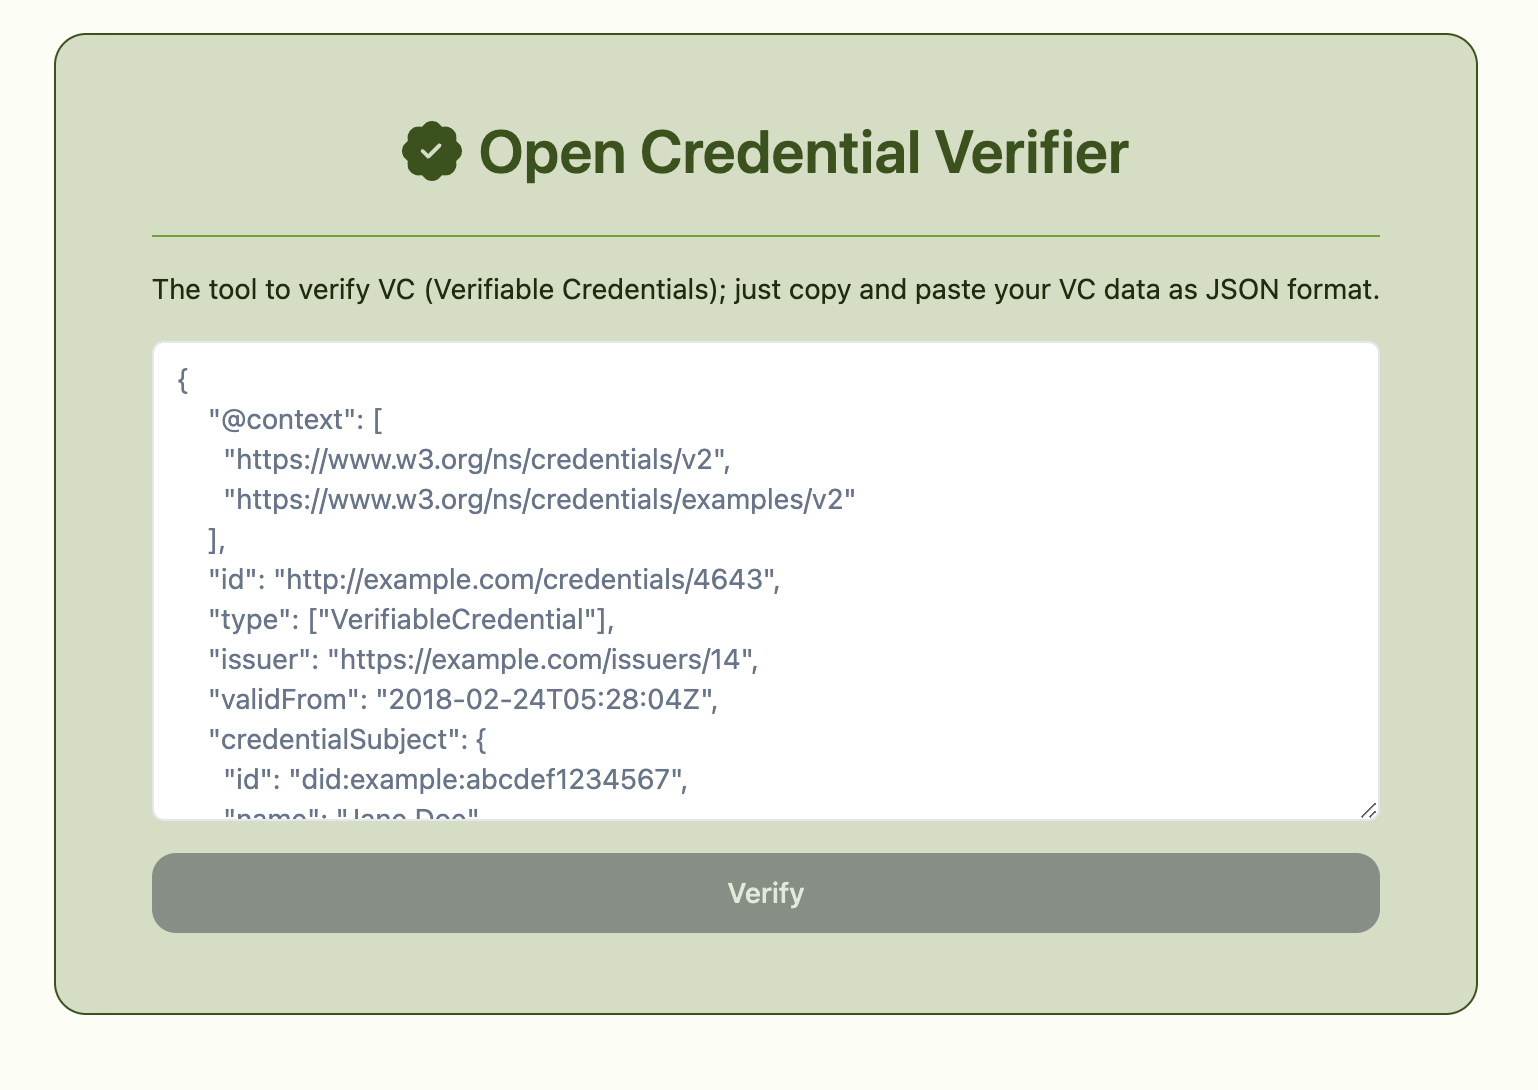 Open Credential Verifier
The tool to verify VC (Verifiable Credentials); just copy and paste your VC data as JSON format.
{
"@context": [
"https://www.w3.org/ns/credentials/v2",
"https://www.w3.org/ns/credentials/examples/v2"
],
"id": "http://example.com/credentials/4643",
"type": ["VerifiableCredential"],
"issuer": "https://example.com/issuers/14",
"validFrom": "2018-02-24T05:28:04Z",
"credentialSubject": {
"id": "did:example:abcdef1234567",
"name": "Jane Doe"
Verify